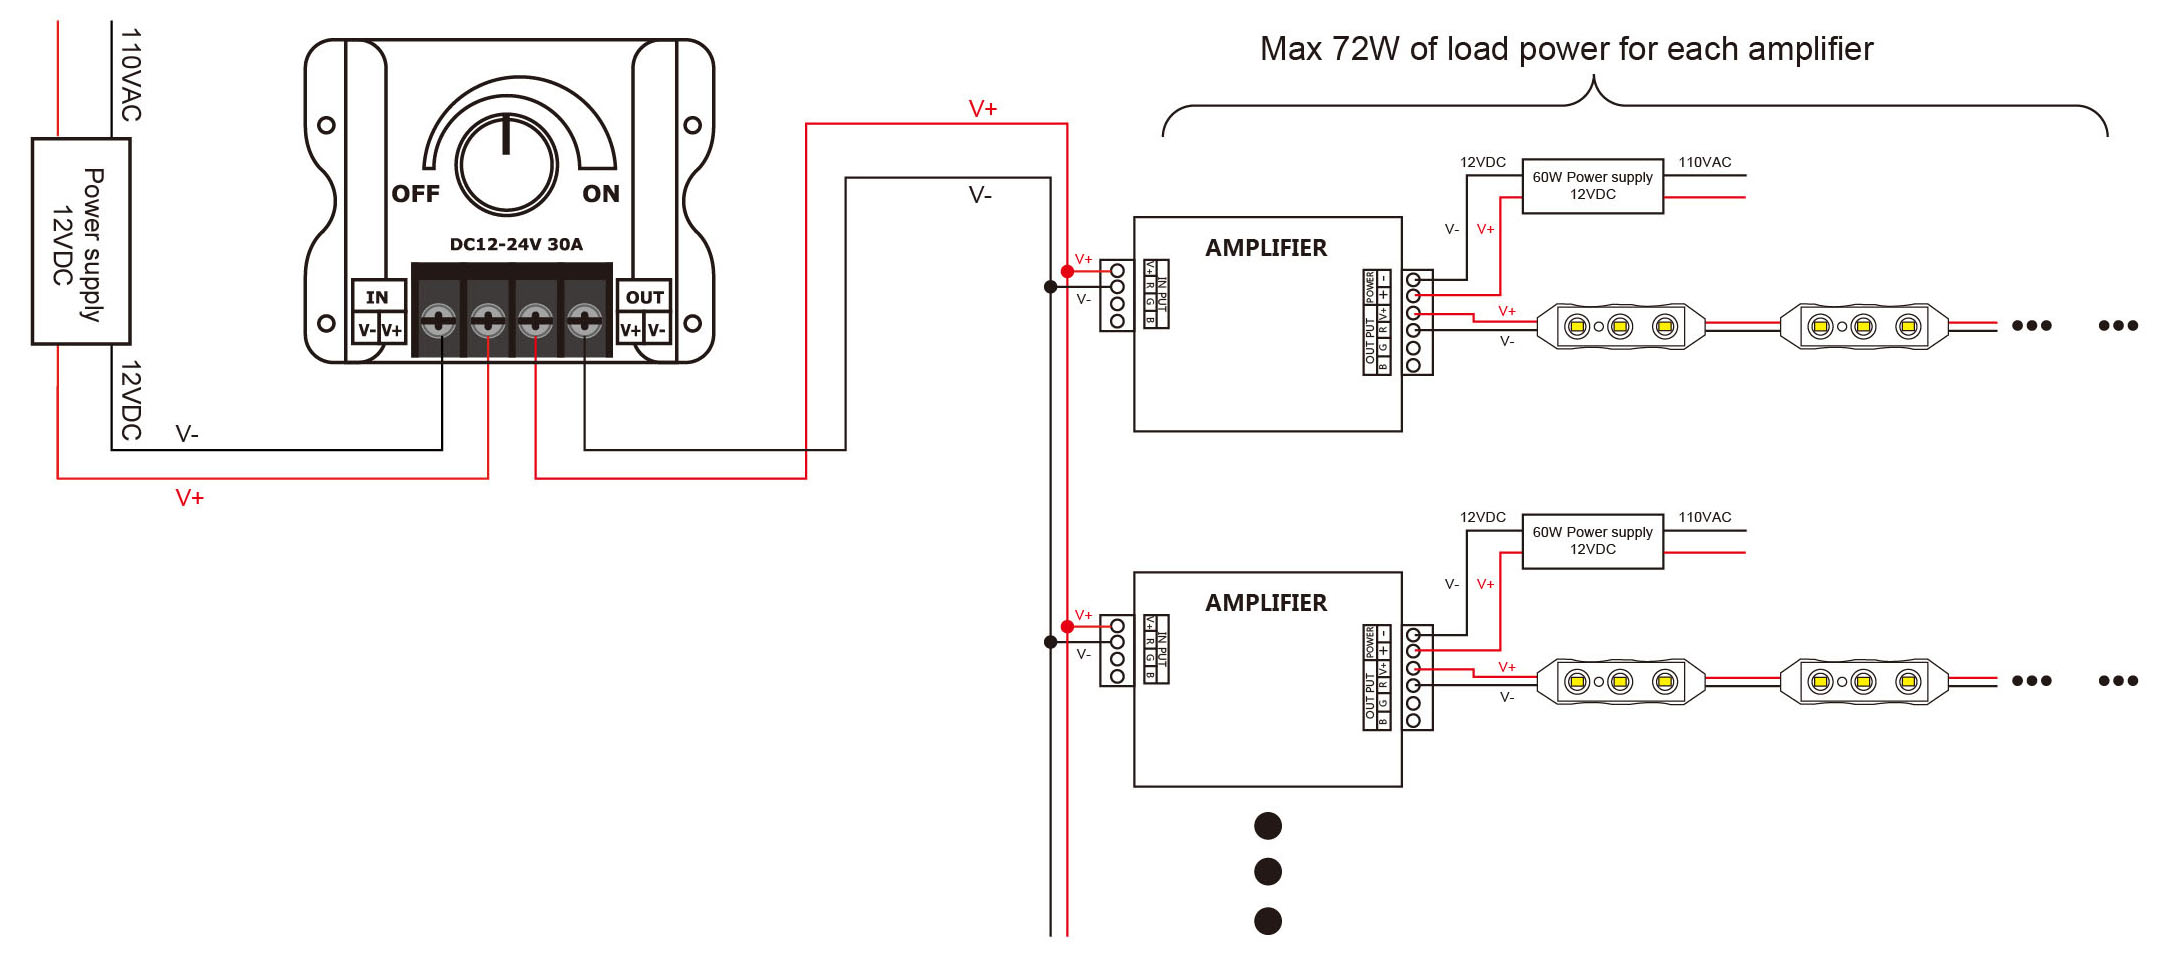 110VAC
Power supply
12VDC
12VDC
V-
V+
OFF
ON
DC12-24V 30A
IN
V- V+
OUT
V+ V-
V+
V-
Max 72W of load power for each amplifier
AMPLIFIER
V+
V-
V+ R G B
IN PUT
POWER
- +
OUT PUT
V+ R G B
12VDC
60W Power supply
12VDC
110VAC
V-
V+
V+
V-
AMPLIFIER
V+
V-
V+ R G B
IN PUT
POWER
- +
OUT PUT
V+ R G B
12VDC
60W Power supply
12VDC
110VAC
V-
V+
V+
V-